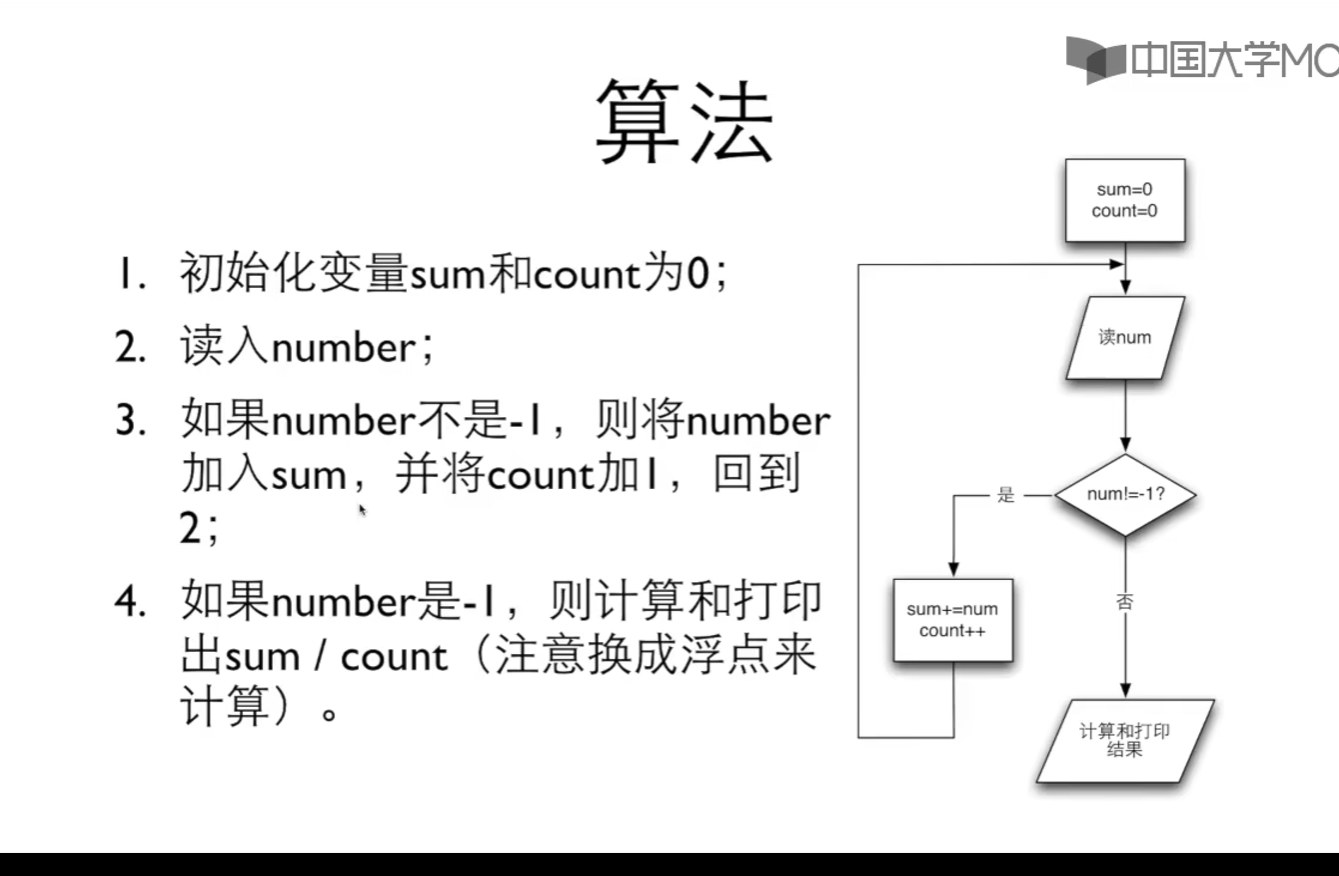 中国大学MO
算法
1. 初始化变量sum和count为0；
2. 读入number；
3. 如果number不是-1，则将number
加入sum，并将count加1，回到
2；
4. 如果number是-1，则计算和打印
出sum / count（注意换成浮点来
计算）。
sum=0
count=0
读num
num!=-1?
是
sum+=num
count++
否
计算和打印
结果